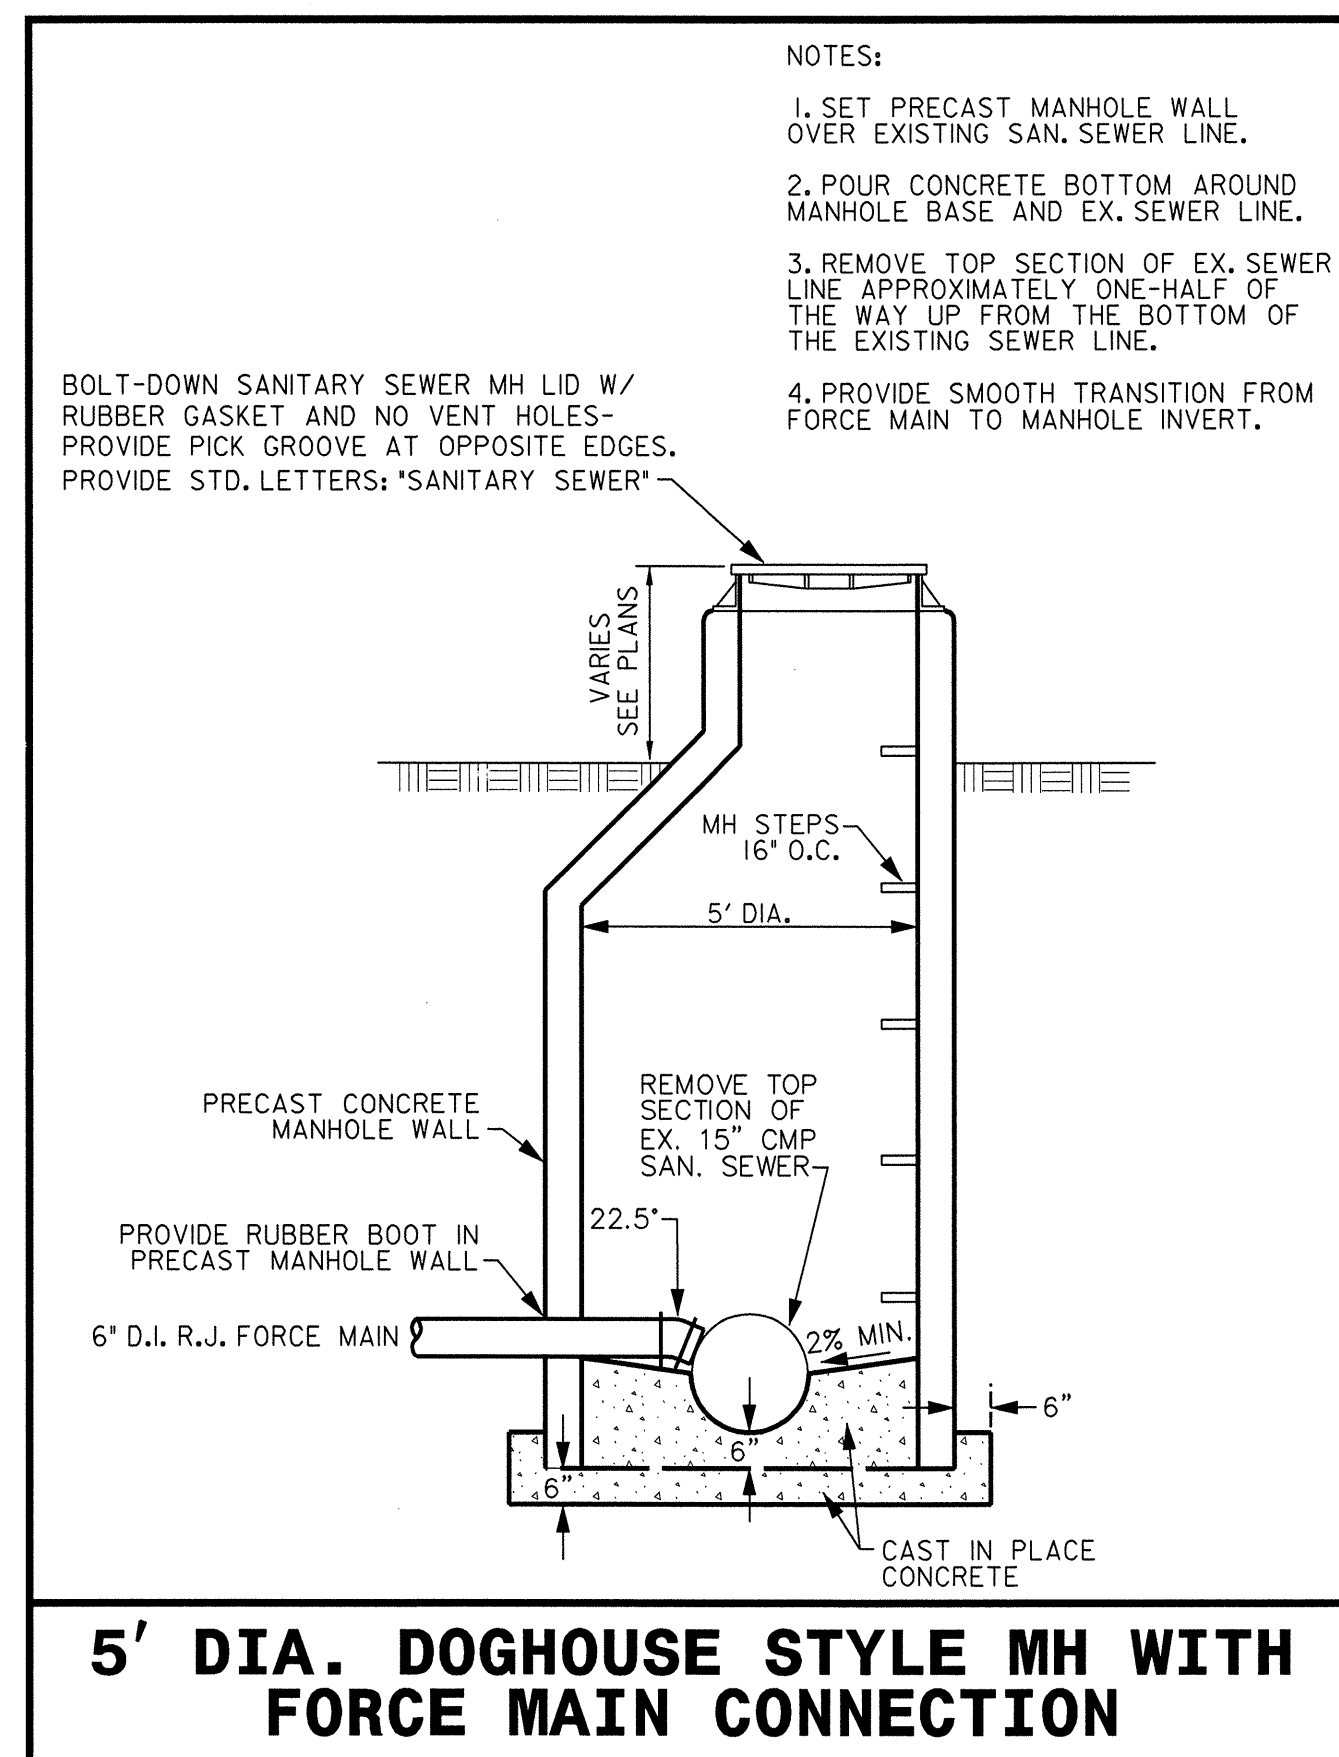 NOTES:
1. SET PRECAST MANHOLE WALL
OVER EXISTING SAN. SEWER LINE.
2. POUR CONCRETE BOTTOM AROUND
MANHOLE BASE AND EX. SEWER LINE.
3. REMOVE TOP SECTION OF EX. SEWER
LINE APPROXIMATELY ONE-HALF OF
THE WAY UP FROM THE BOTTOM OF
THE EXISTING SEWER LINE.
4. PROVIDE SMOOTH TRANSITION FROM
FORCE MAIN TO MANHOLE INVERT.
BOLT-DOWN SANITARY SEWER MH LID W/
RUBBER GASKET AND NO VENT HOLES-
PROVIDE PICK GROOVE AT OPPOSITE EDGES.
PROVIDE STD. LETTERS: "SANITARY SEWER"
VARIES
SEE PLANS
MH STEPS
16" O.C.
5' DIA.
PRECAST CONCRETE
MANHOLE WALL
REMOVE TOP
SECTION OF
EX. 15" CMP
SAN. SEWER
22.5°
PROVIDE RUBBER BOOT IN
PRECAST MANHOLE WALL
6" D.I. R.J. FORCE MAIN
2% MIN.
6"
6"
6"
CAST IN PLACE
CONCRETE
5' DIA. DOGHOUSE STYLE MH WITH
FORCE MAIN CONNECTION